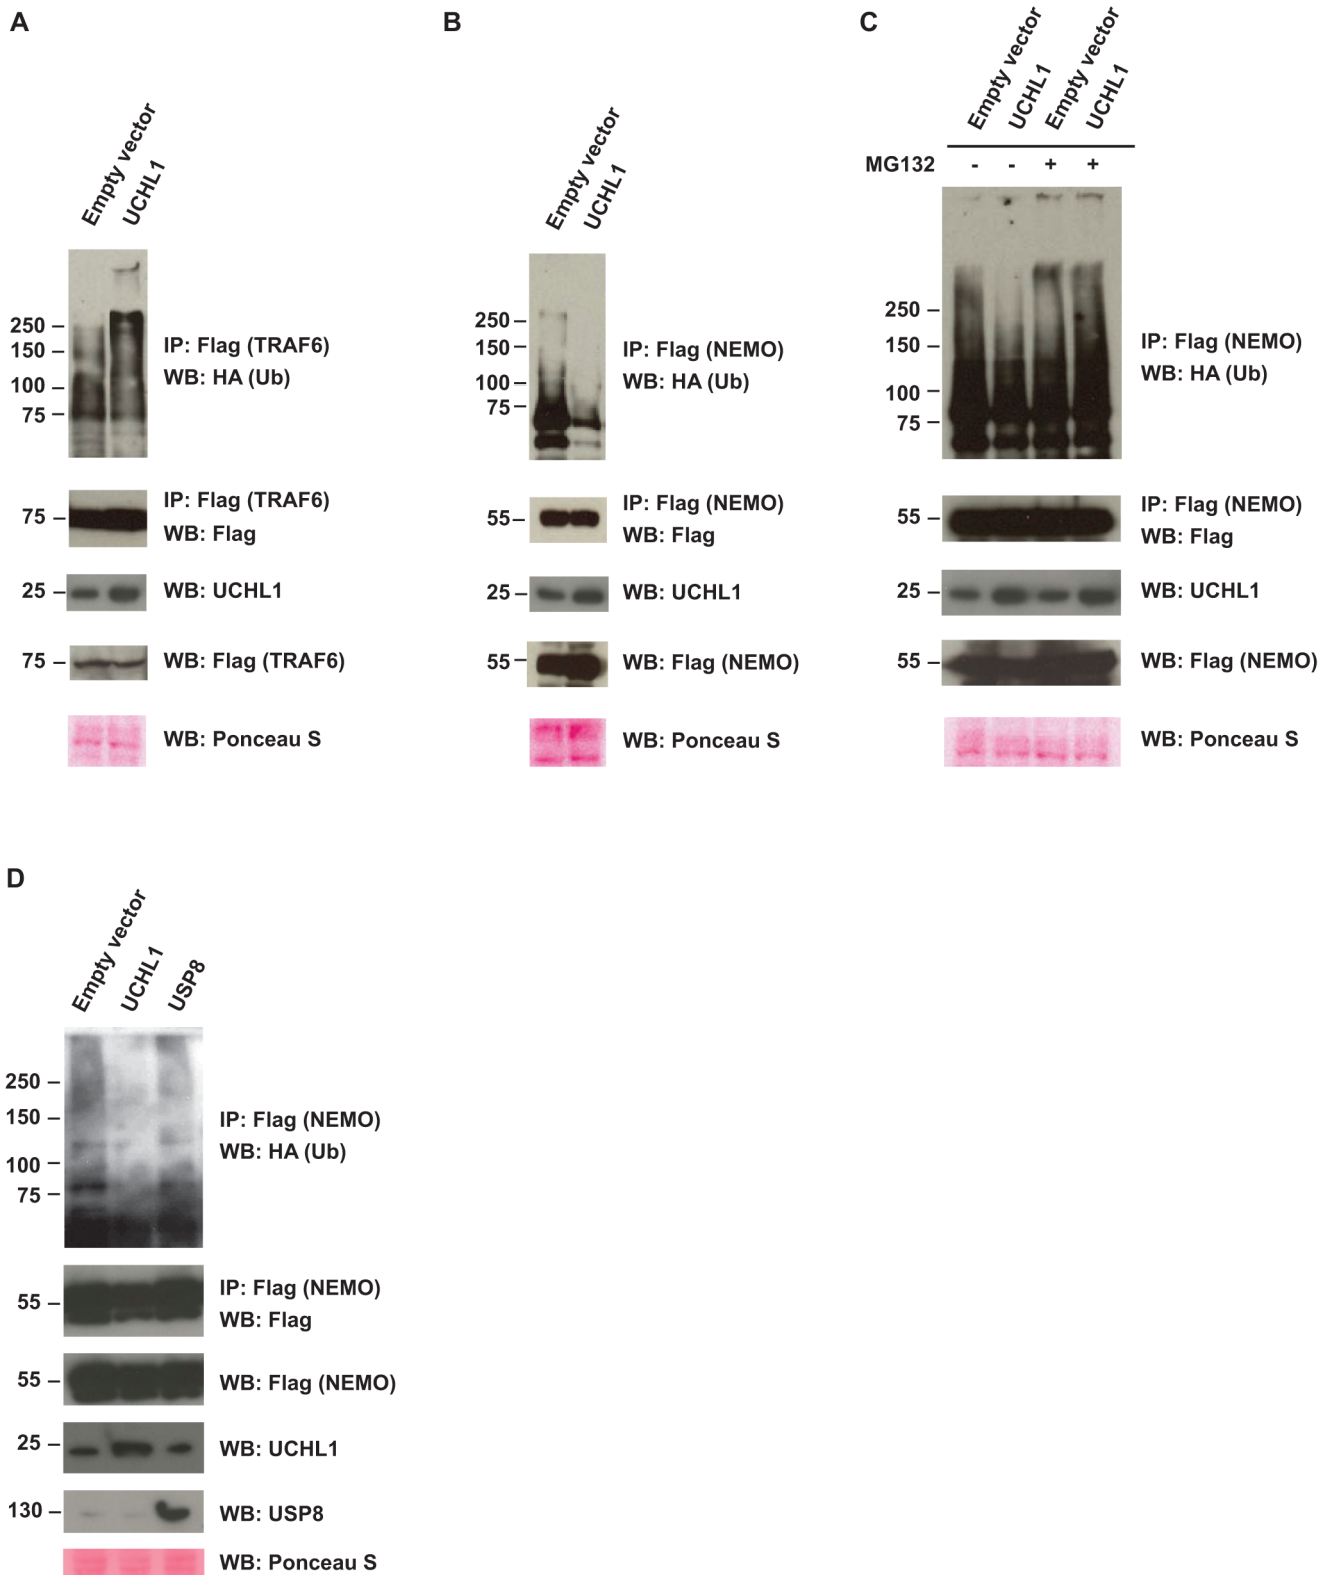 A
Empty vector
UCHL1
250
150
100
75
IP: Flag (TRAF6)
WB: HA (Ub)
75
IP: Flag (TRAF6)
WB: Flag
25
WB: UCHL1
75
WB: Flag (TRAF6)
WB: Ponceau S
B
Empty vector
UCHL1
250
150
100
75
IP: Flag (NEMO)
WB: HA (Ub)
55
IP: Flag (NEMO)
WB: Flag
25
WB: UCHL1
55
WB: Flag (NEMO)
WB: Ponceau S
C
Empty vector
UCHL1
Empty vector
UCHL1
MG132 - - + +
250
150
100
75
IP: Flag (NEMO)
WB: HA (Ub)
55
IP: Flag (NEMO)
WB: Flag
25
WB: UCHL1
55
WB: Flag (NEMO)
WB: Ponceau S
D
Empty vector
UCHL1
USP8
250
150
100
75
IP: Flag (NEMO)
WB: HA (Ub)
55
IP: Flag (NEMO)
WB: Flag
55
WB: Flag (NEMO)
25
WB: UCHL1
130
WB: USP8
WB: Ponceau S